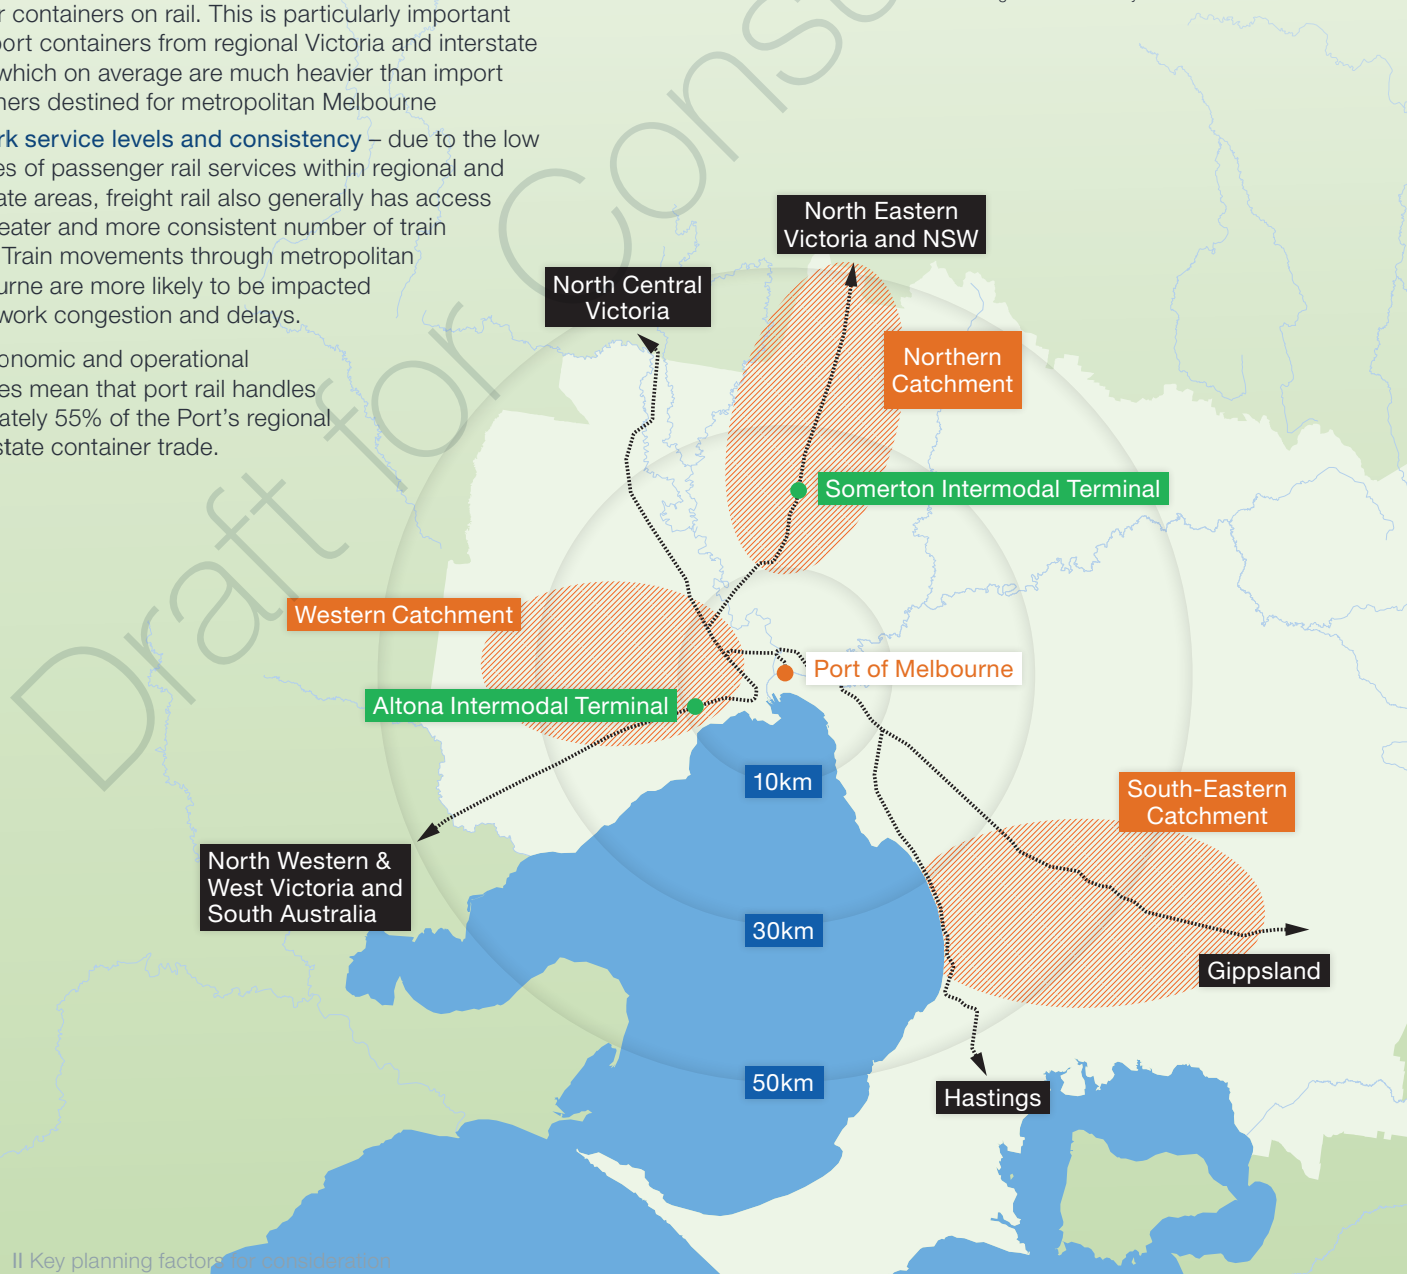 r containers on rail. This is particularly important
port containers from regional Victoria and interstate
which on average are much heavier than import
ners destined for metropolitan Melbourne
rk service levels and consistency – due to the low
es of passenger rail services within regional and
ate areas, freight rail also generally has access
eater and more consistent number of train
Train movements through metropolitan
urne are more likely to be impacted
work congestion and delays.
onomic and operational
es mean that port rail handles
ately 55% of the Port's regional
state container trade.
Draft for Cons
North Eastern
Victoria and NSW
North Central
Victoria
Northern
Catchment
Somerton Intermodal Terminal
Western Catchment
Port of Melbourne
Altona Intermodal Terminal
10km
South-Eastern
Catchment
North Western &
West Victoria and
South Australia
30km
Gippsland
50km
Hastings
II Key planning factors for consideration